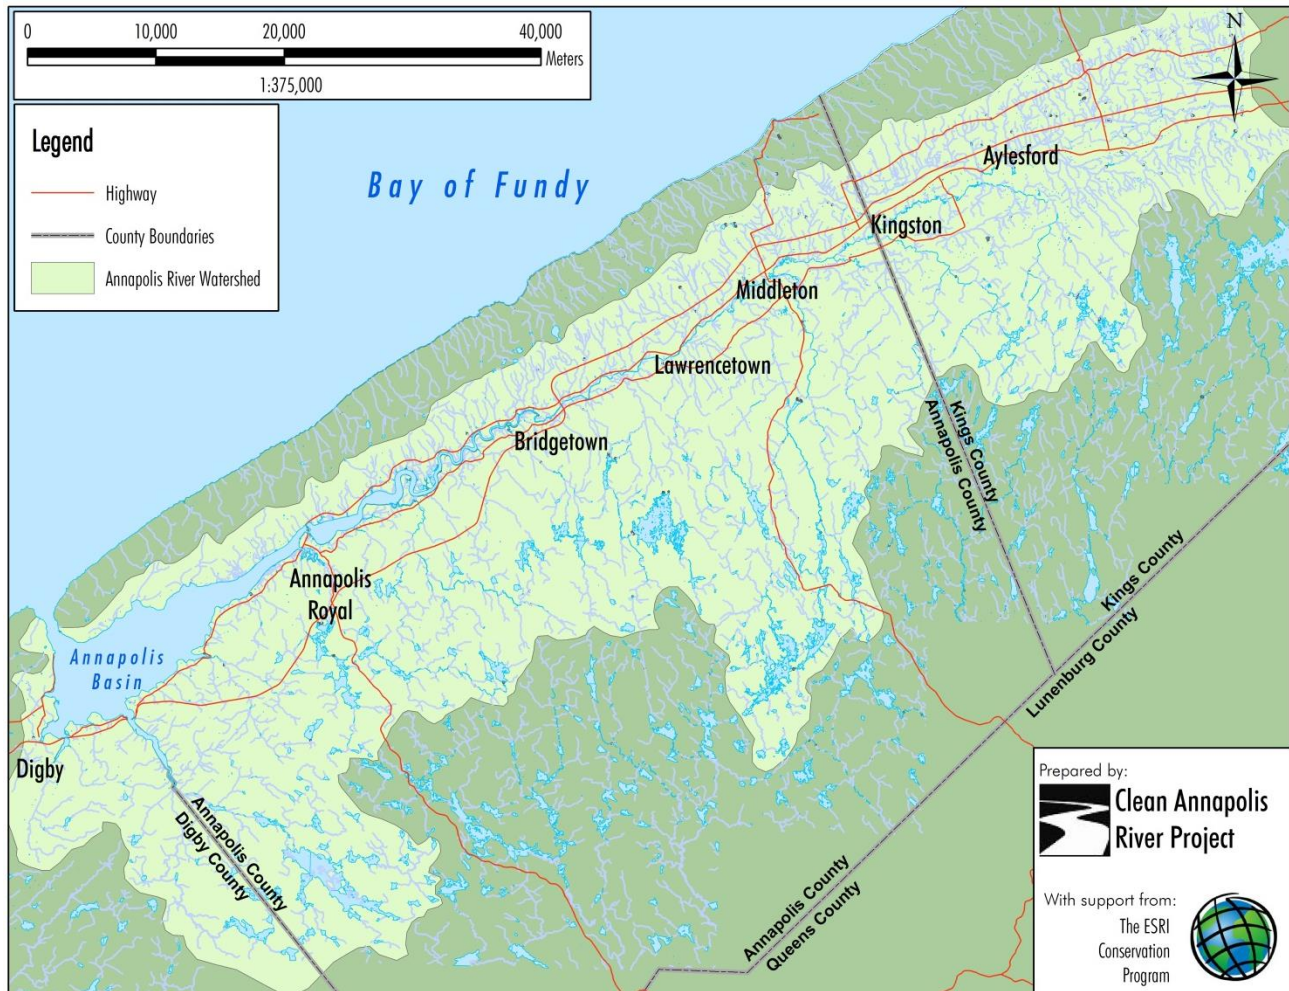 0 10,000 20,000 40,000
Meters
1:375,000
N
Legend
Highway
County Boundaries
Annapolis River Watershed
Bay of Fundy
Aylesford
Kingston
Middleton
Lawrencetown
Bridgetown
Kings County
Annapolis County
Annapolis
Royal
Kings County
Lunenburg County
Annapolis
Basin
Digby
Annapolis County
Digby County
Annapolis County
Queens County
Prepared by:
Clean Annapolis
River Project
With support from:
The ESRI
Conservation
Program